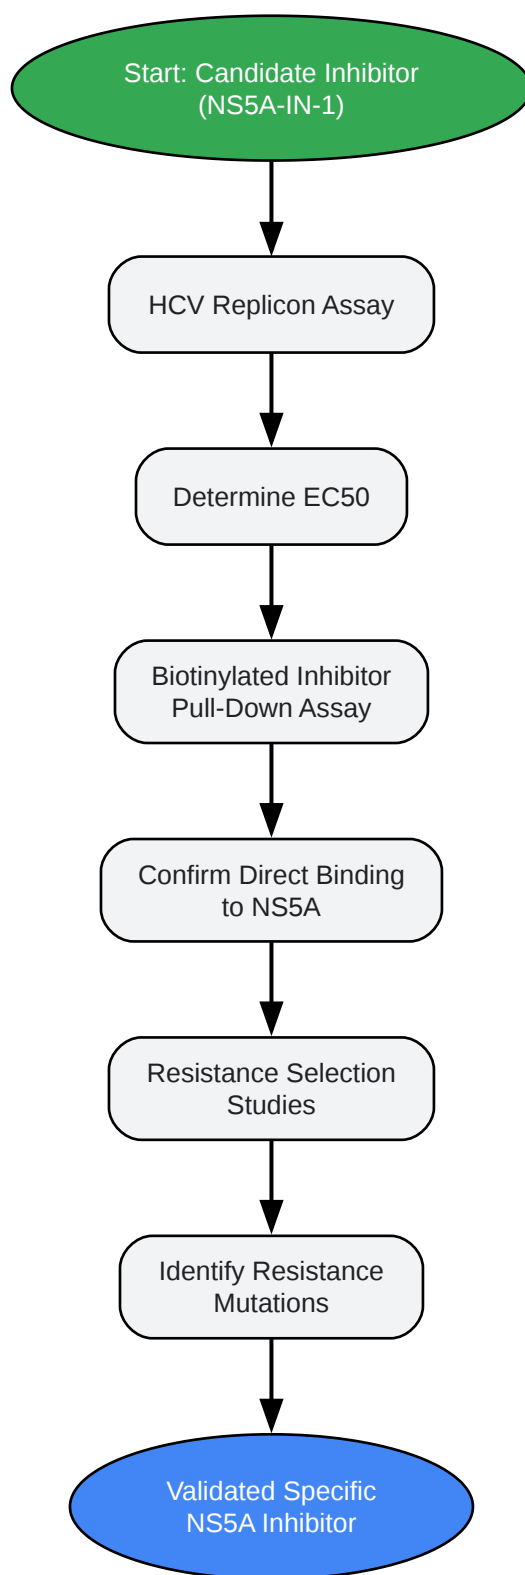 Start: Candidate Inhibitor
(NS5A-IN-1)
HCV Replicon Assay
Determine EC50
Biotinylated Inhibitor
Pull-Down Assay
Confirm Direct Binding
to NS5A
Resistance Selection
Studies
Identify Resistance
Mutations
Validated Specific
NS5A Inhibitor